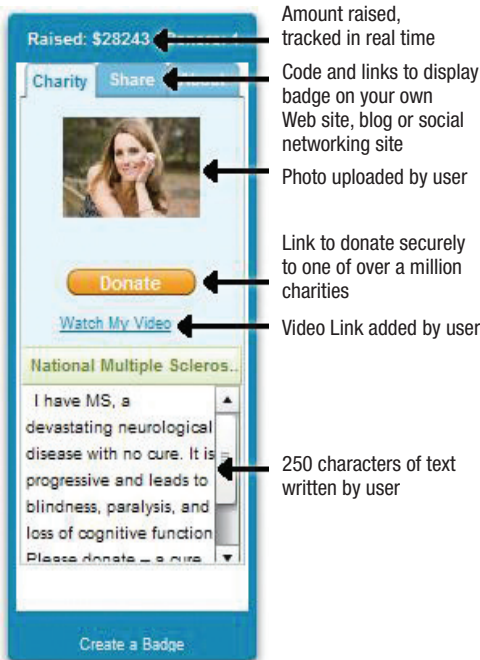 Raised: $28243
Amount raised,
tracked in real time
Charity Share
Code and links to display
badge on your own
Web site, blog or social
networking site
Photo uploaded by user
Donate
Link to donate securely
to one of over a million
charities
Watch My Video
Video Link added by user
National Multiple Scleros..
I have MS, a
devastating neurological
disease with no cure. It is
progressive and leads to
blindness, paralysis, and
loss of cognitive function
Please donate – a cure
250 characters of text
written by user
Create a Badge